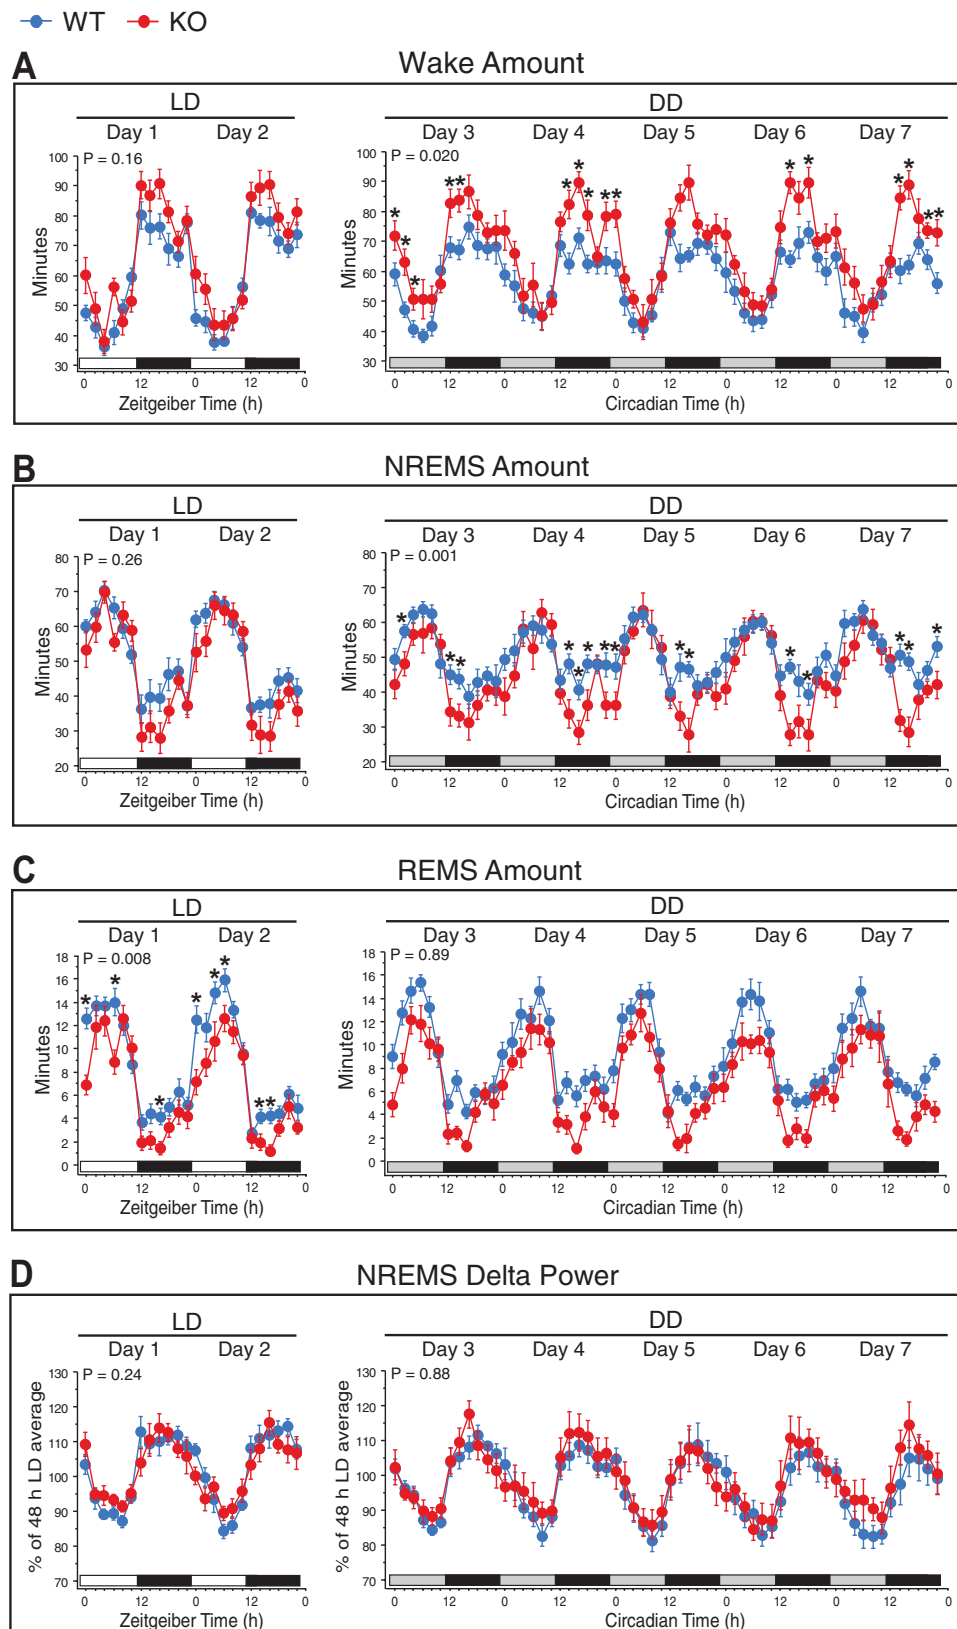 WT KO
A Wake Amount
LD DD
Day 1 Day 2 Day 3 Day 4 Day 5 Day 6 Day 7
P = 0.16 P = 0.020
Minutes
100 90 80 70 60 50 40 30
0 12 0 12 0
Zeitgeiber Time (h)
Minutes
100 90 80 70 60 50 40 30
* * * ** * * * ** * * * * **
0 12 0 12 0 12 0 12 0 12 0
Circadian Time (h)
B NREMS Amount
LD DD
Day 1 Day 2 Day 3 Day 4 Day 5 Day 6 Day 7
P = 0.26 P = 0.001
Minutes
80 70 60 50 40 30 20
0 12 0 12 0
Zeitgeiber Time (h)
Minutes
80 70 60 50 40 30 20
* ** * * * ** ** * * ** *
0 12 0 12 0 12 0 12 0 12 0
Circadian Time (h)
C REMS Amount
LD DD
Day 1 Day 2 Day 3 Day 4 Day 5 Day 6 Day 7
P = 0.008 P = 0.89
Minutes
18 16 14 12 10 8 6 4 2 0
* * * * * * **
0 12 0 12 0
Zeitgeiber Time (h)
Minutes
18 16 14 12 10 8 6 4 2 0
0 12 0 12 0 12 0 12 0 12 0
Circadian Time (h)
D NREMS Delta Power
LD DD
Day 1 Day 2 Day 3 Day 4 Day 5 Day 6 Day 7
P = 0.24 P = 0.88
% of 48 h LD average
130 120 110 100 90 80 70
0 12 0 12 0
Zeitgeiber Time (h)
% of 48 h LD average
130 120 110 100 90 80 70
0 12 0 12 0 12 0 12 0 12 0
Circadian Time (h)